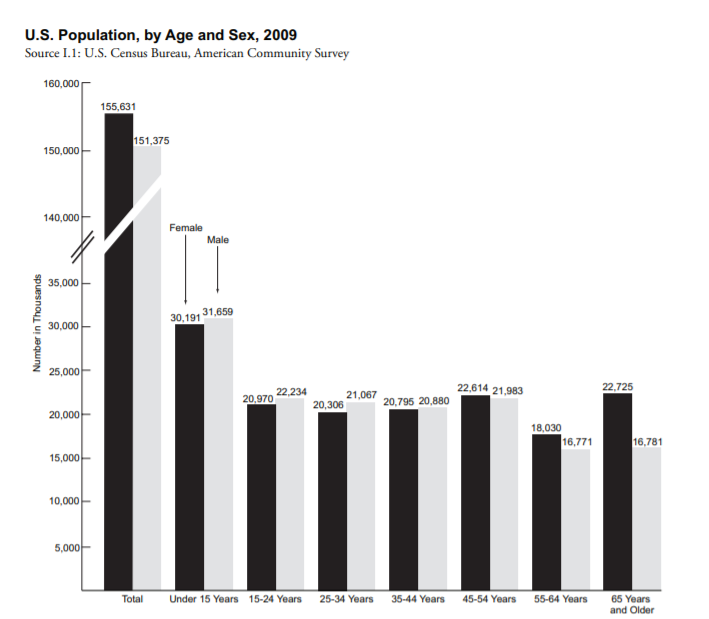 U.S. Population, by Age and Sex, 2009
Source I.1: U.S. Census Bureau, American Community Survey
160,000
155,631
151,375
150,000
140,000
Female
Male
Number in Thousands
35,000
30,191
31,659
30,000
25,000
20,970
22,234
20,306
21,067
20,795
20,880
22,614
21,983
22,725
20,000
18,030
16,771
16,781
15,000
10,000
5,000
Total
Under 15 Years
15-24 Years
25-34 Years
35-44 Years
45-54 Years
55-64 Years
65 Years
and Older